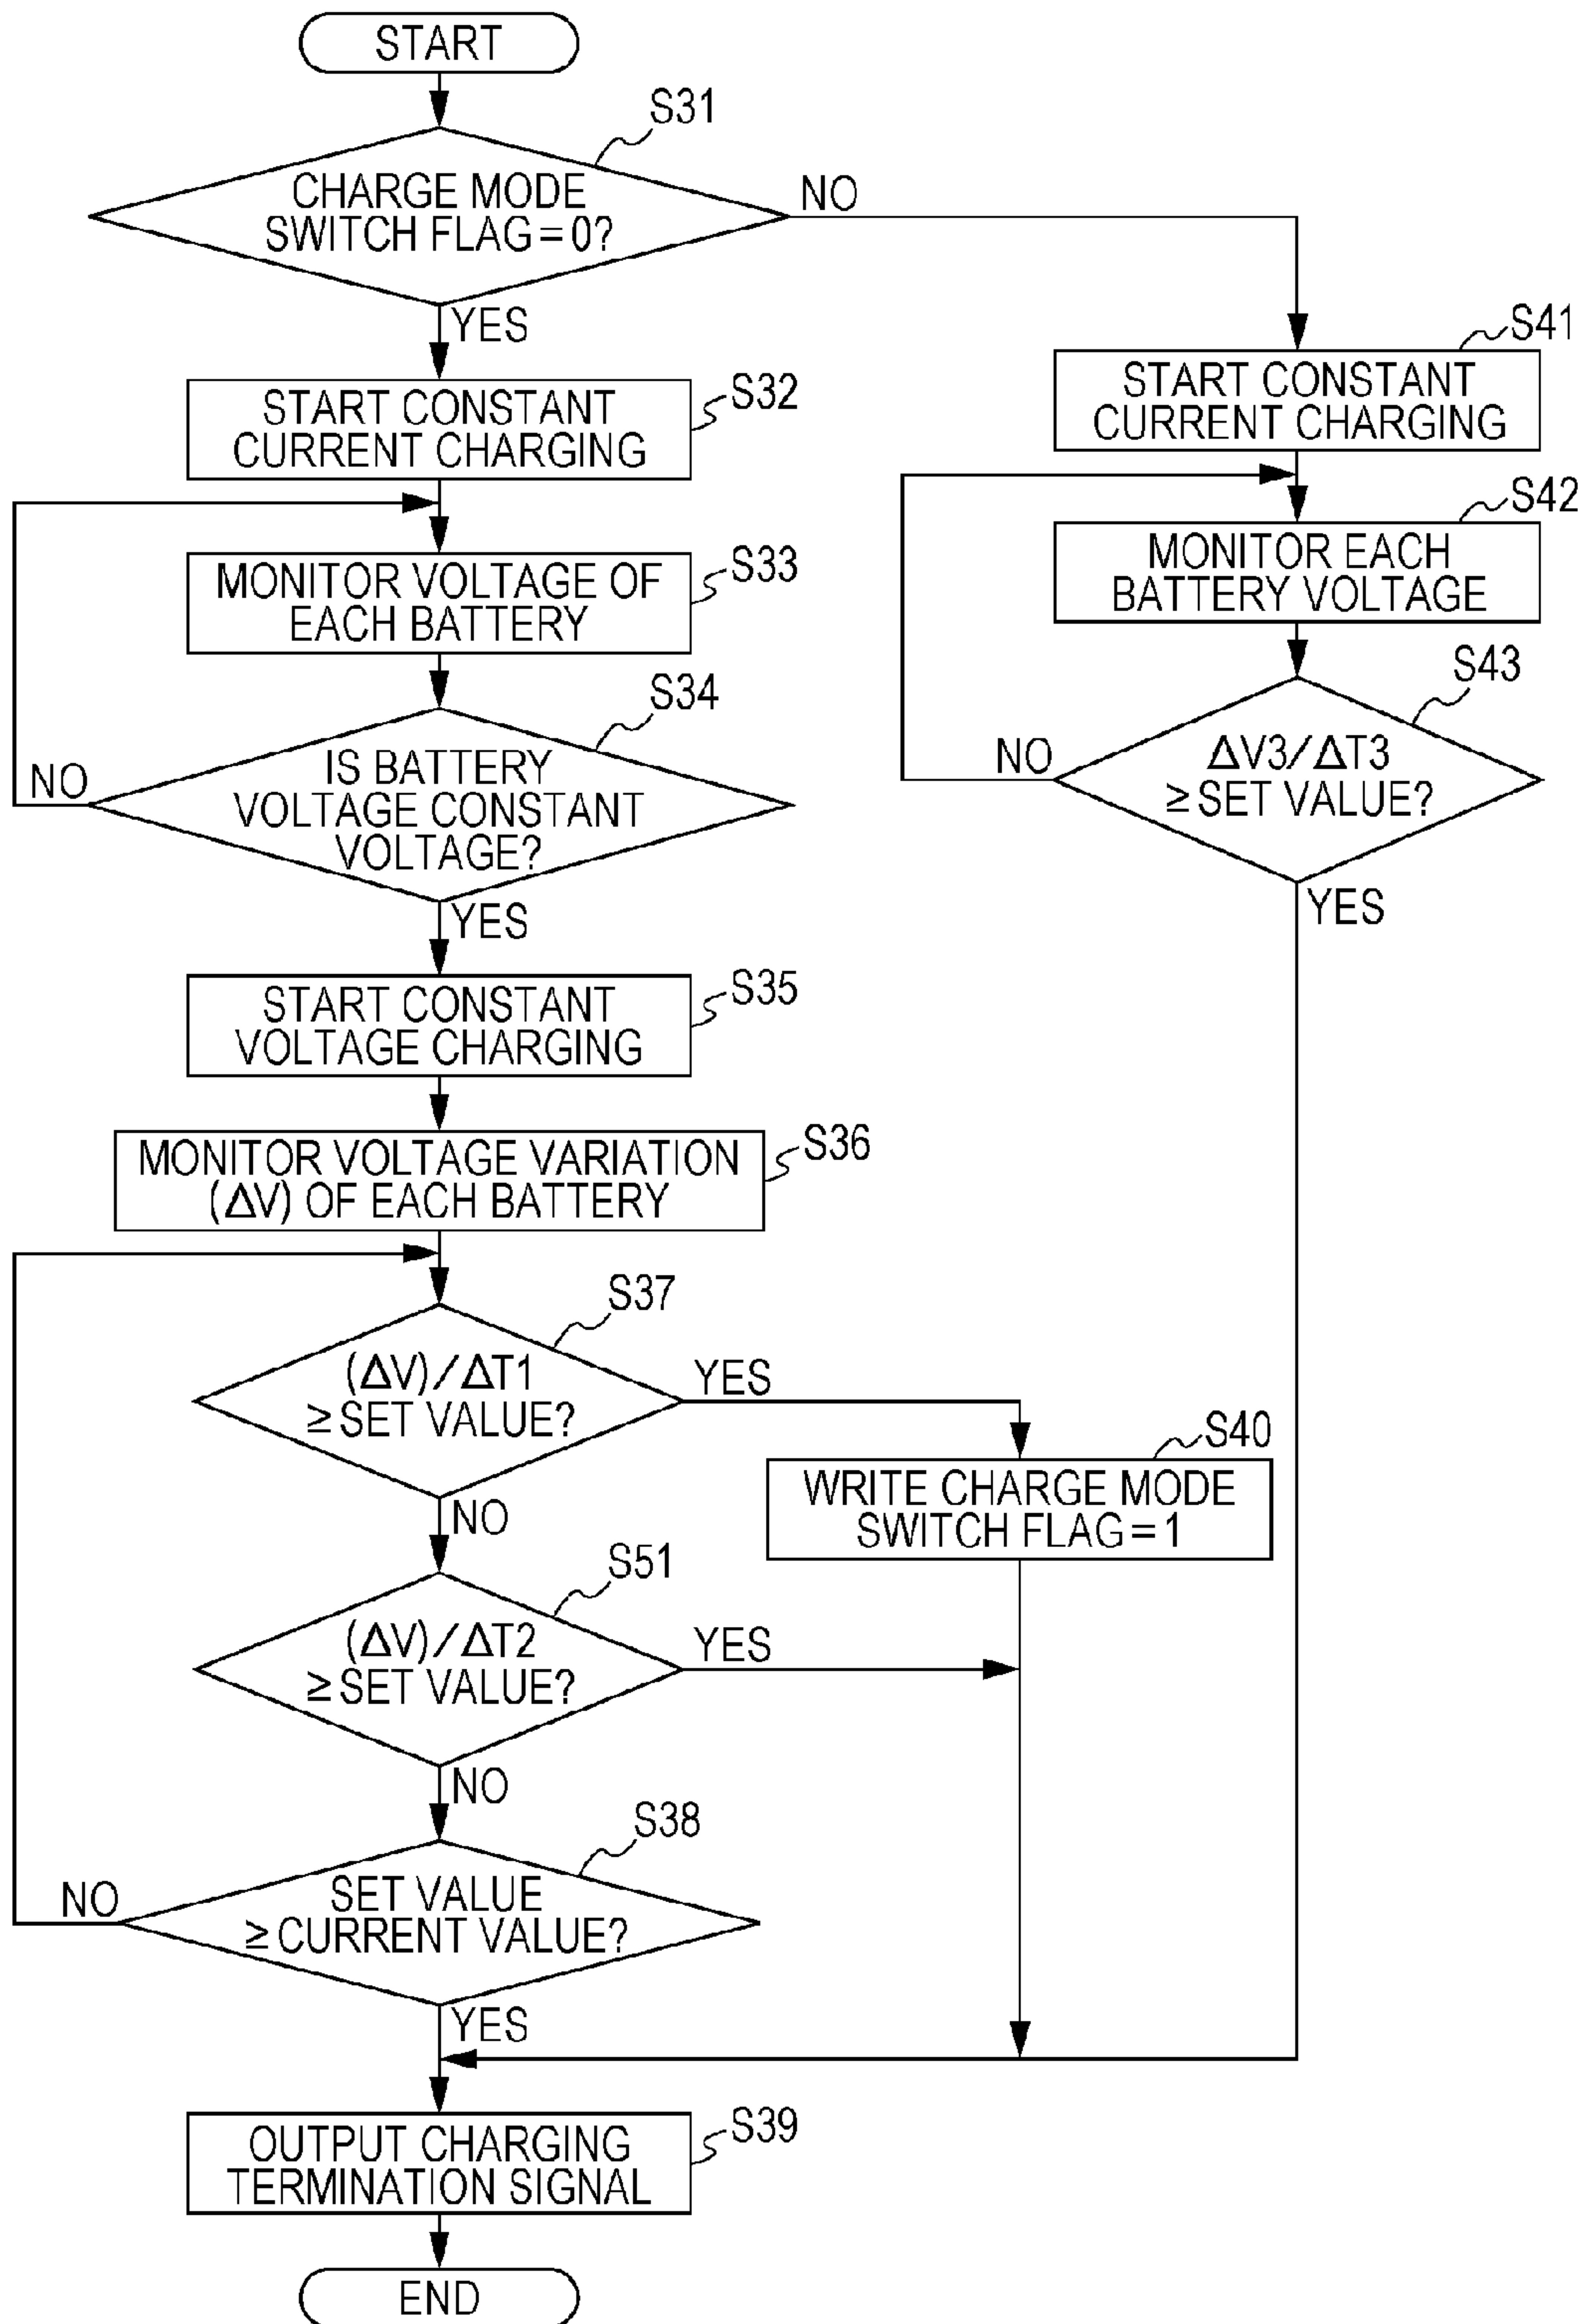 START
S31
CHARGE MODE
SWITCH FLAG = 0?
NO
YES
S32
START CONSTANT
CURRENT CHARGING
S33
MONITOR VOLTAGE OF
EACH BATTERY
S34
IS BATTERY
VOLTAGE CONSTANT
VOLTAGE?
NO
YES
S35
START CONSTANT
VOLTAGE CHARGING
S36
MONITOR VOLTAGE VARIATION
(ΔV) OF EACH BATTERY
S37
(ΔV)/ΔT1
≥ SET VALUE?
YES
NO
S40
WRITE CHARGE MODE
SWITCH FLAG = 1
S51
(ΔV)/ΔT2
≥ SET VALUE?
YES
NO
S38
SET VALUE
≥ CURRENT VALUE?
NO
YES
S41
START CONSTANT
CURRENT CHARGING
S42
MONITOR EACH
BATTERY VOLTAGE
S43
ΔV3/ΔT3
≥ SET VALUE?
NO
YES
S39
OUTPUT CHARGING
TERMINATION SIGNAL
END